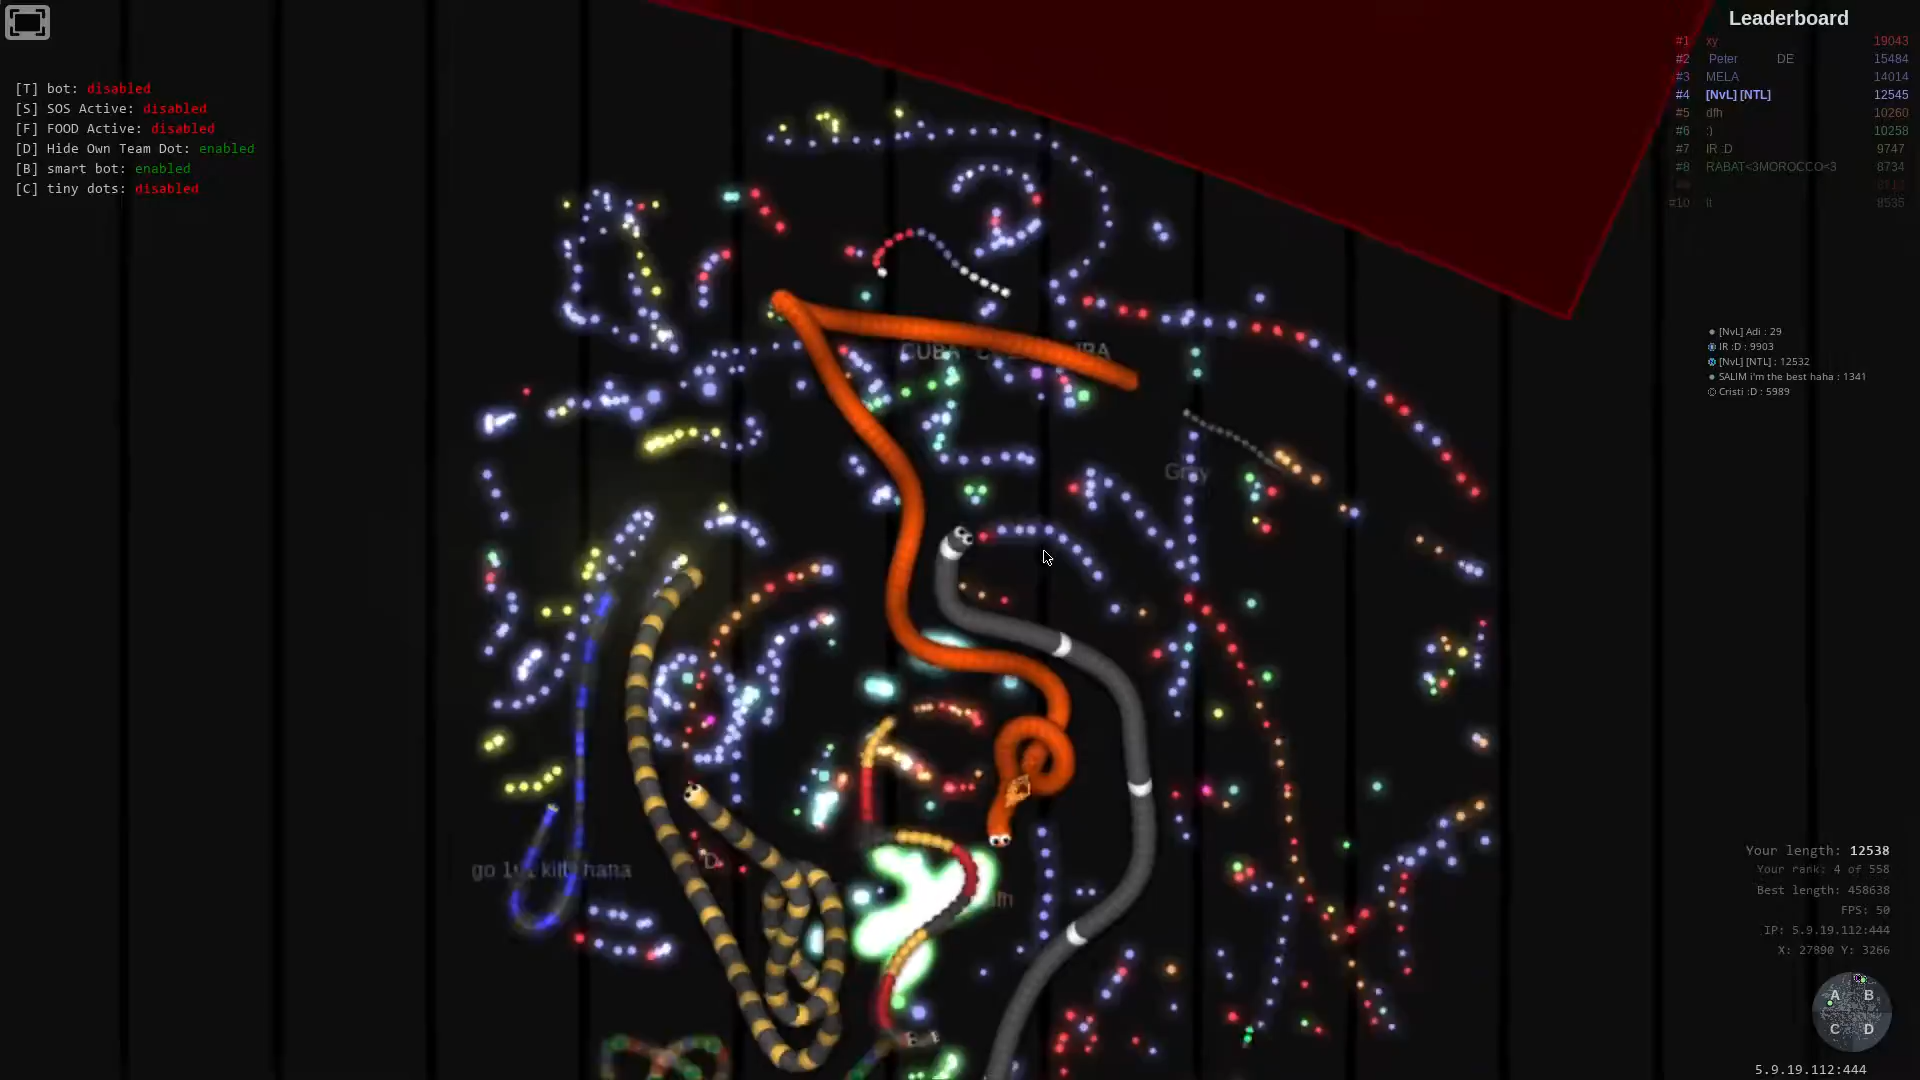 Leaderboard
#1 xy 19043
#2 Peter DE 15484
#3 MELA 14014
#4 [NvL] [NTL] 12545
#5 dfh 10260
#6 :) 10258
#7 IR :D 9747
#8 RABAT<3MOROCCO<3 8734
#10 8535
[T] bot: disabled
[S] SOS Active: disabled
[F] FOOD Active: disabled
[D] Hide Own Team Dot: enabled
[B] smart bot: enabled
[C] tiny dots: disabled
[NvL] Adi : 29
IR :D : 9903
[NvL] [NTL] : 12532
SALIM i'm the best haha : 1341
Cristi :D : 5989
CUBA
go kitty nana
Your length: 12538
Your rank: 4 of 558
Best length: 458638
FPS: 50
IP: 5.9.19.112:444
X: 27890 Y: 3266
A B
C D
5.9.19.112:444